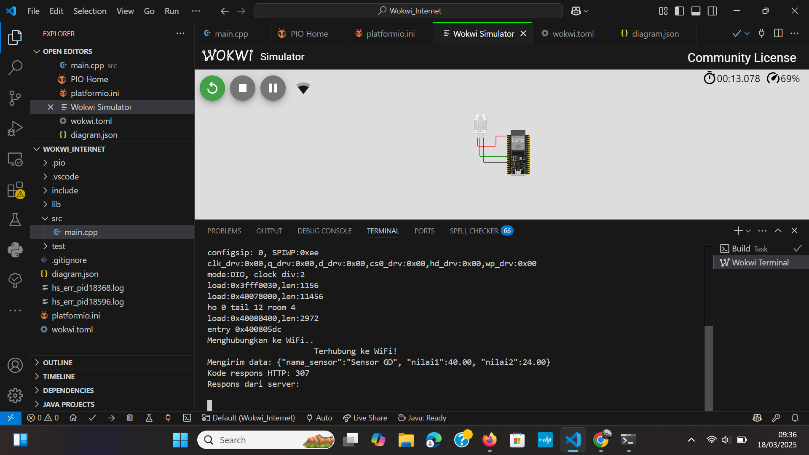 File Edit Selection View Go Run ··· Wokwi_Internet
EXPLORER ···
OPEN EDITORS
main.cpp src
PIO Home
platformio.ini
Wokwi Simulator
wokwi.toml
diagram.json
WOKWI_INTERNET
.pio
.vscode
include
lib
src
main.cpp
test
.gitignore
diagram.json
hs_err_pid18368.log
hs_err_pid18596.log
platformio.ini
wokwi.toml
OUTLINE
TIMELINE
DEPENDENCIES
JAVA PROJECTS
main.cpp PIO Home platformio.ini Wokwi Simulator wokwi.toml diagram.json
WOKWI Simulator Community License
00:13.078 69%
PROBLEMS OUTPUT DEBUG CONSOLE TERMINAL PORTS SPELL CHECKER 66
Build Task
Wokwi Terminal
configsip: 0, SPIWP:0xee
clk_drv:0x00,q_drv:0x00,d_drv:0x00,cs0_drv:0x00,hd_drv:0x00,wp_drv:0x00
mode:DIO, clock div:2
load:0x3fff0030,len:1156
load:0x40078000,len:11456
ho 0 tail 12 room 4
load:0x40080400,len:2972
entry 0x400805dc
Menghubungkan ke WiFi..
Terhubung ke WiFi!
Mengirim data: {"nama_sensor":"Sensor GD", "nilai1":40.00, "nilai2":24.00}
Kode respons HTTP: 307
Respons dari server:
0 0 Default (Wokwi_Internet) Auto Live Share Java: Ready
Search
09:36
18/03/2025